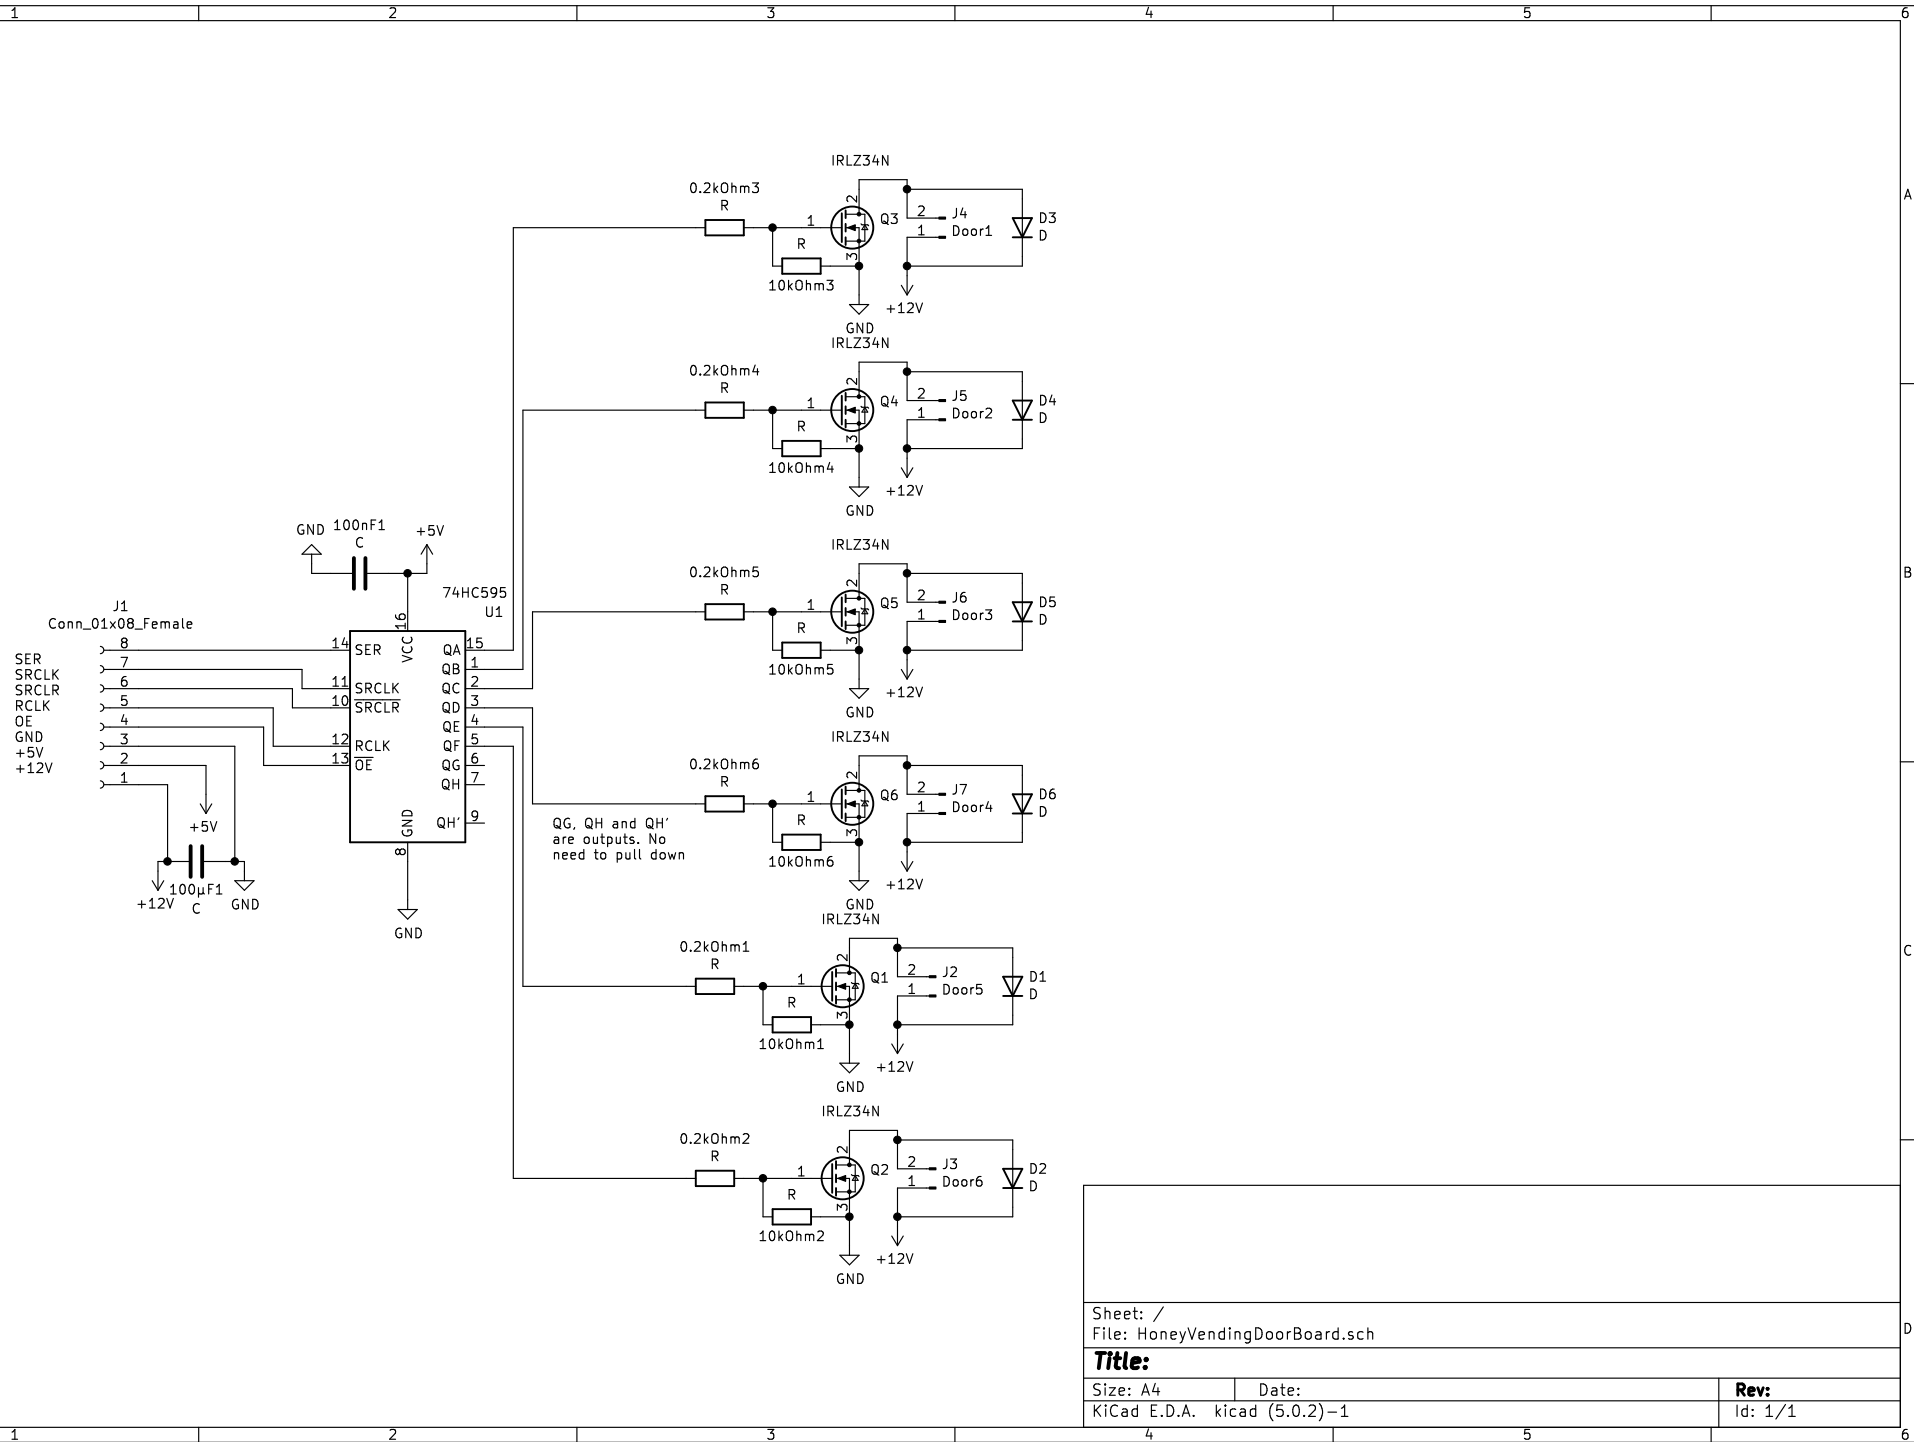 1 2 3 4 5 6
A
B
C
D
IRLZ34N
0.2kOhm3
R
1
2
3
Q3
R
10kOhm3
GND
2 J4
1 Door1
D3
D
+12V
IRLZ34N
0.2kOhm4
R
1
2
3
Q4
R
10kOhm4
GND
2 J5
1 Door2
D4
D
+12V
GND
100nF1
C
+5V
74HC595
U1
J1
Conn_01x08_Female
SER
SRCLK
SRCLR
RCLK
OE
GND
+5V
+12V
8
7
6
5
4
3
2
1
+5V
+12V
100µF1
C
GND
16
VCC
14 SER
11 SRCLK
10 SRCLR
12 RCLK
13 OE
GND
8
GND
QA 15
QB 1
QC 2
QD 3
QE 4
QF 5
QG 6
QH 7
QH' 9
QG, QH and QH'
are outputs. No
need to pull down
IRLZ34N
0.2kOhm5
R
1
2
3
Q5
R
10kOhm5
GND
2 J6
1 Door3
D5
D
+12V
IRLZ34N
0.2kOhm6
R
1
2
3
Q6
R
10kOhm6
GND
2 J7
1 Door4
D6
D
+12V
IRLZ34N
0.2kOhm1
R
1
2
3
Q1
R
10kOhm1
GND
2 J2
1 Door5
D1
D
+12V
IRLZ34N
0.2kOhm2
R
1
2
3
Q2
R
10kOhm2
GND
2 J3
1 Door6
D2
D
+12V
Sheet: /
File: HoneyVendingDoorBoard.sch
Title:
Size: A4 Date: Rev:
KiCad E.D.A. kicad (5.0.2)-1 Id: 1/1
1 2 3 4 5 6